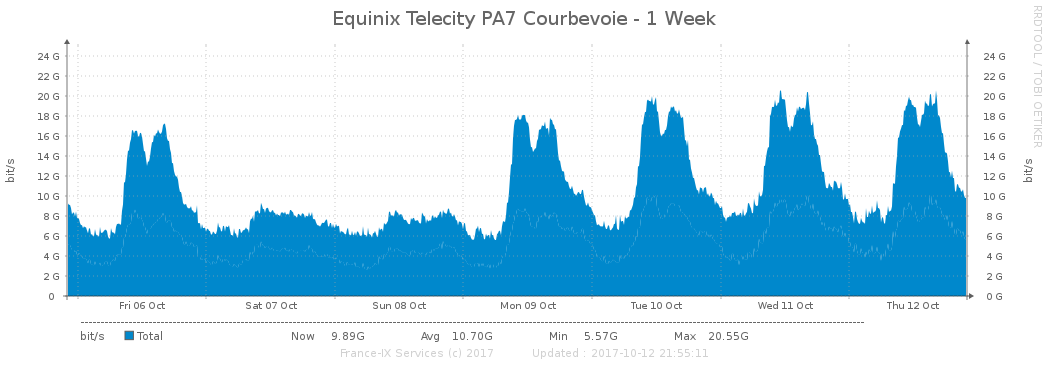 Equinix Telecity PA7 Courbevoie - 1 Week
RRDTOOL / TOBI OETIKER
bit/s
24 G 24 G
22 G 22 G
20 G 20 G
18 G 18 G
16 G 16 G
14 G 14 G
12 G 12 G
10 G 10 G
8 G 8 G
6 G 6 G
4 G 4 G
2 G 2 G
0 0 G
bit/s
Fri 06 Oct Sat 07 Oct Sun 08 Oct Mon 09 Oct Tue 10 Oct Wed 11 Oct Thu 12 Oct
bit/s Total Now 9.89G Avg 10.70G Min 5.57G Max 20.55G
France-IX Services (c) 2017 Updated : 2017-10-12 21:55:11